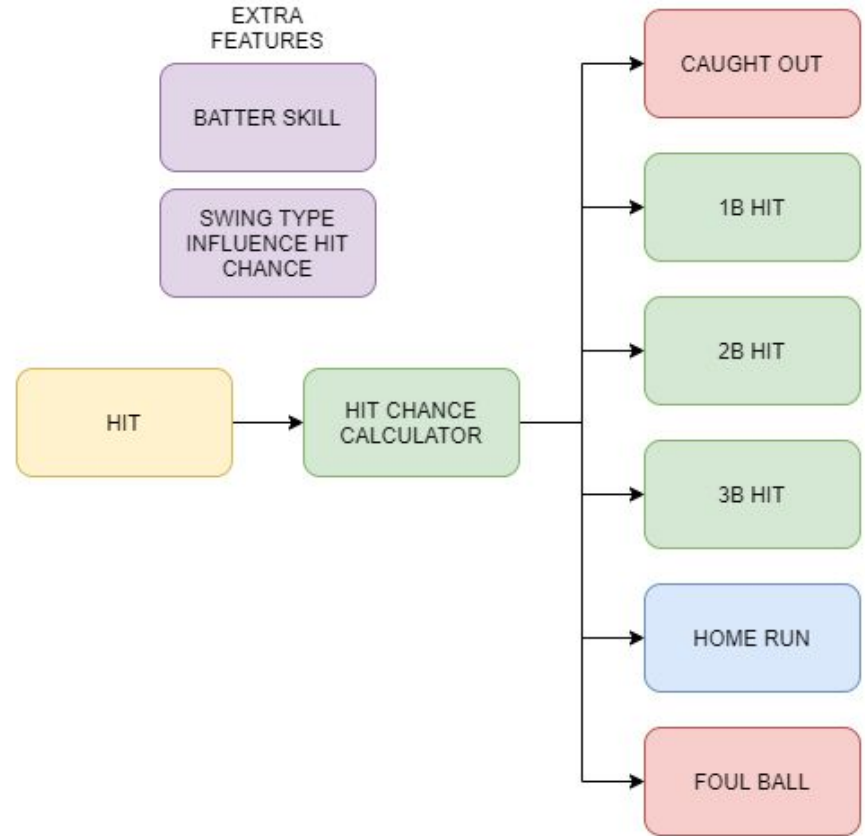 EXTRA
FEATURES
BATTER SKILL
SWING TYPE
INFLUENCE HIT
CHANCE
HIT
HIT CHANCE
CALCULATOR
CAUGHT OUT
1B HIT
2B HIT
3B HIT
HOME RUN
FOUL BALL